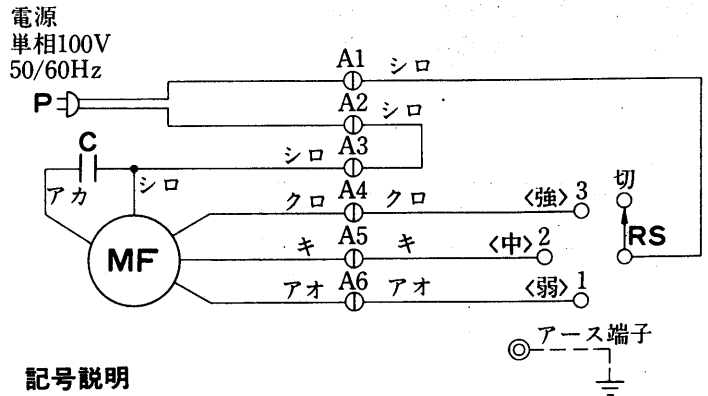 電源
単相100V
50/60Hz
P
A1 シロ
A2 シロ
C
シロ A3
アカ シロ
クロ A4 クロ 〈強〉3 切
MF
キ A5 キ 〈中〉2 RS
アオ A6 アオ 〈弱〉1
アース端子
記号説明